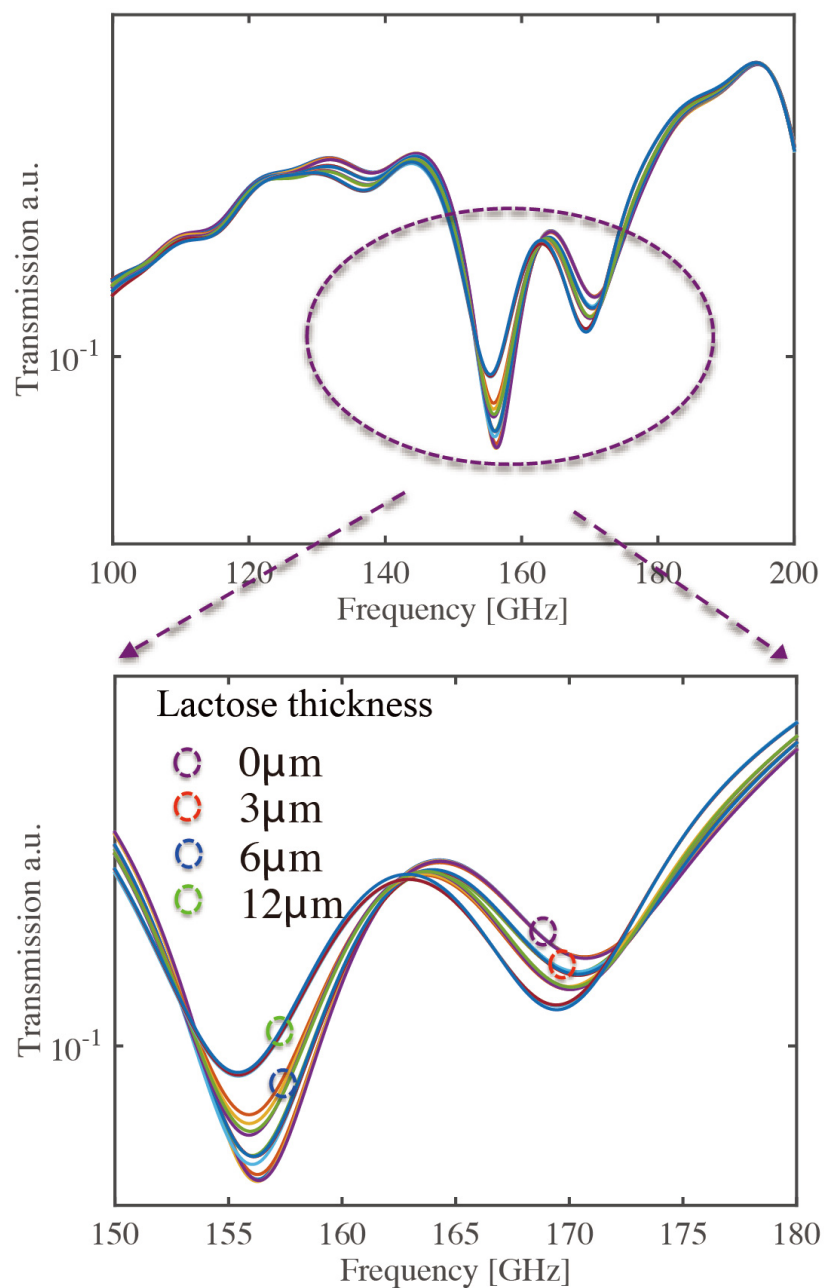 Transmission a.u.
10-1
100 120 140 160 180 200
Frequency [GHz]
Lactose thickness
0μm
3μm
6μm
12μm
Transmission a.u.
10-1
150 155 160 165 170 175 180
Frequency [GHz]